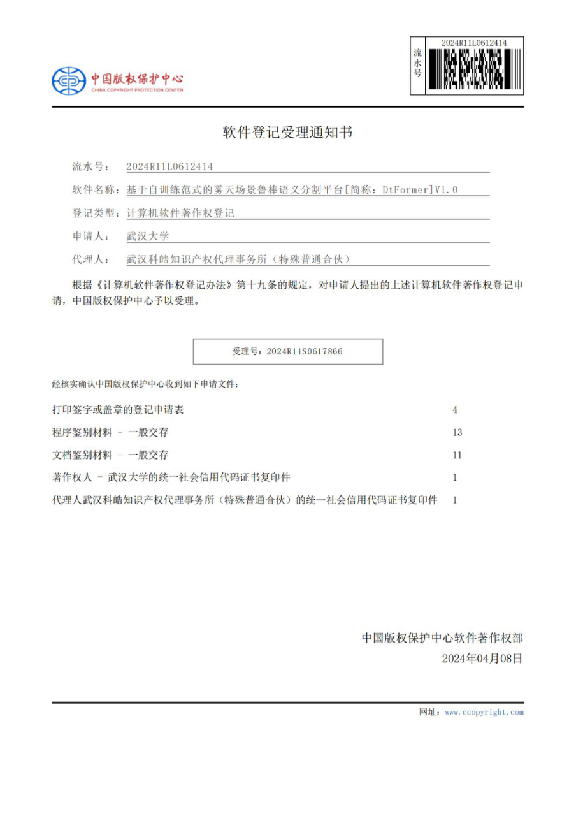 中国版权保护中心
CHINA COPYRIGHT PROTECTION CENTER
流水号
2024R11L0612414
软件登记受理通知书
流水号： 2024R11L0612414
软件名称：基于自训练范式的雾天场景鲁棒语义分割平台[简称：DtFormer]V1.0
登记类型：计算机软件著作权登记
申请人： 武汉大学
代理人： 武汉科皓知识产权代理事务所（特殊普通合伙）
根据《计算机软件著作权登记办法》第十九条的规定，对申请人提出的上述计算机软件著作权登记申
请，中国版权保护中心予以受理。
受理号：2024R11S0617866
经核实确认中国版权保护中心收到如下申请文件：
打印签字或盖章的登记申请表 4
程序鉴别材料 - 一般交存 13
文档鉴别材料 - 一般交存 11
著作权人 - 武汉大学的统一社会信用代码证书复印件 1
代理人武汉科皓知识产权代理事务所（特殊普通合伙）的统一社会信用代码证书复印件 1
中国版权保护中心软件著作权部
2024年04月08日
网址：www.ccopyright.com